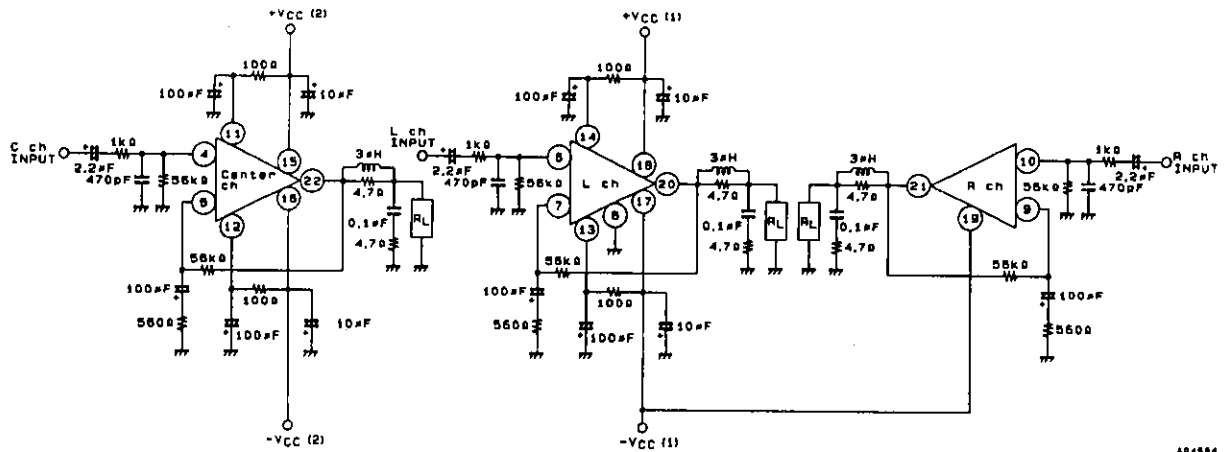 +VCC (2)
+VCC (1)
100Ω
100µF
10µF
100Ω
100µF
10µF
C ch
INPUT
2.2µF
1kΩ
470pF
56kΩ
4
5
11
12
Center
ch
15
16
22
3µH
4.7Ω
0.1µF
4.7Ω
RL
56kΩ
100µF
560Ω
100Ω
100µF
10µF
-VCC (2)
L ch
INPUT
2.2µF
1kΩ
470pF
56kΩ
7
14
13
L ch
18
17
20
3µH
4.7Ω
0.1µF
4.7Ω
RL
56kΩ
100µF
560Ω
100Ω
100µF
10µF
-VCC (1)
RL
3µH
4.7Ω
0.1µF
4.7Ω
21
R ch
19
10
9
1kΩ
2.2µF
R ch
INPUT
56kΩ
470pF
56kΩ
100µF
560Ω